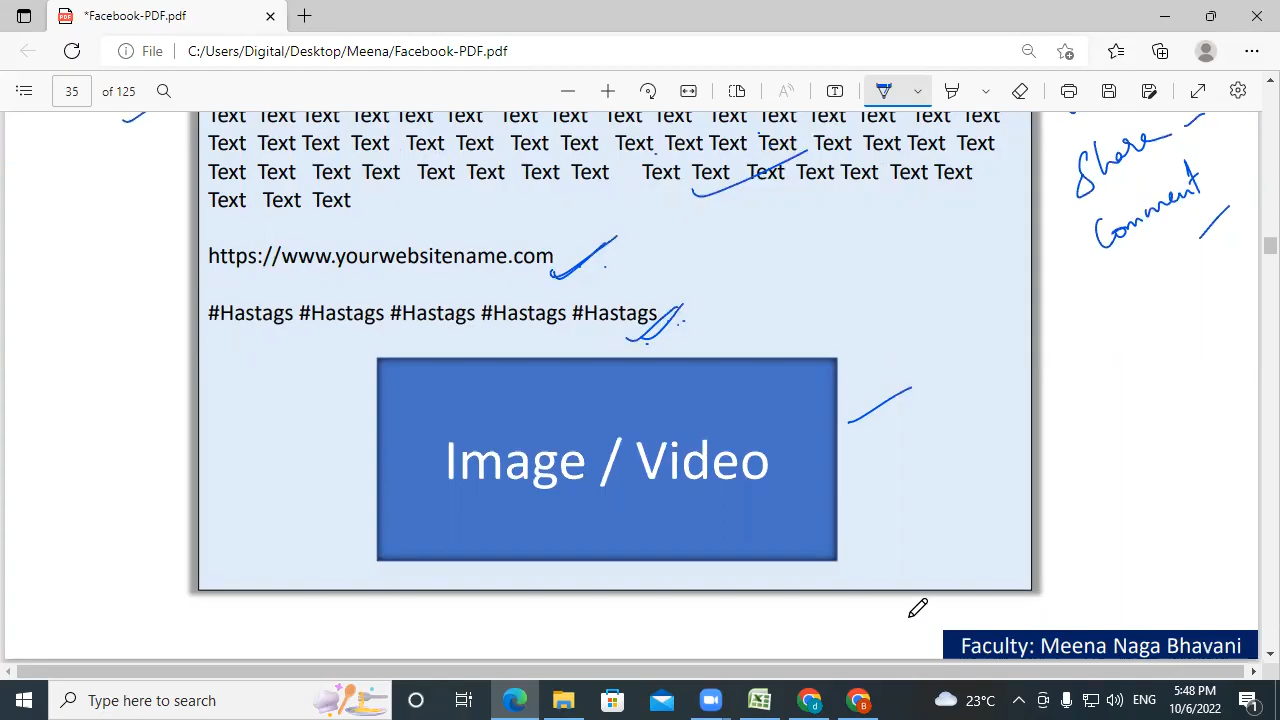 *Facebook-PDF.pdf
File C:/Users/Digital/Desktop/Meena/Facebook-PDF.pdf
35 of 125
Text Text Text Text Text Text Text Text Text Text Text Text Text Text Text Text
Text Text Text Text Text Text Text Text Text Text Text Text Text Text Text Text
Text Text Text Text Text Text Text Text Text Text Text Text Text Text Text
Text Text Text
Share
Comment
https://www.yourwebsitename.com
#Hastags #Hastags #Hastags #Hastags #Hastags
Image / Video
Faculty: Meena Naga Bhavani
Type here to search
23°C
ENG
5:48 PM
10/6/2022
1